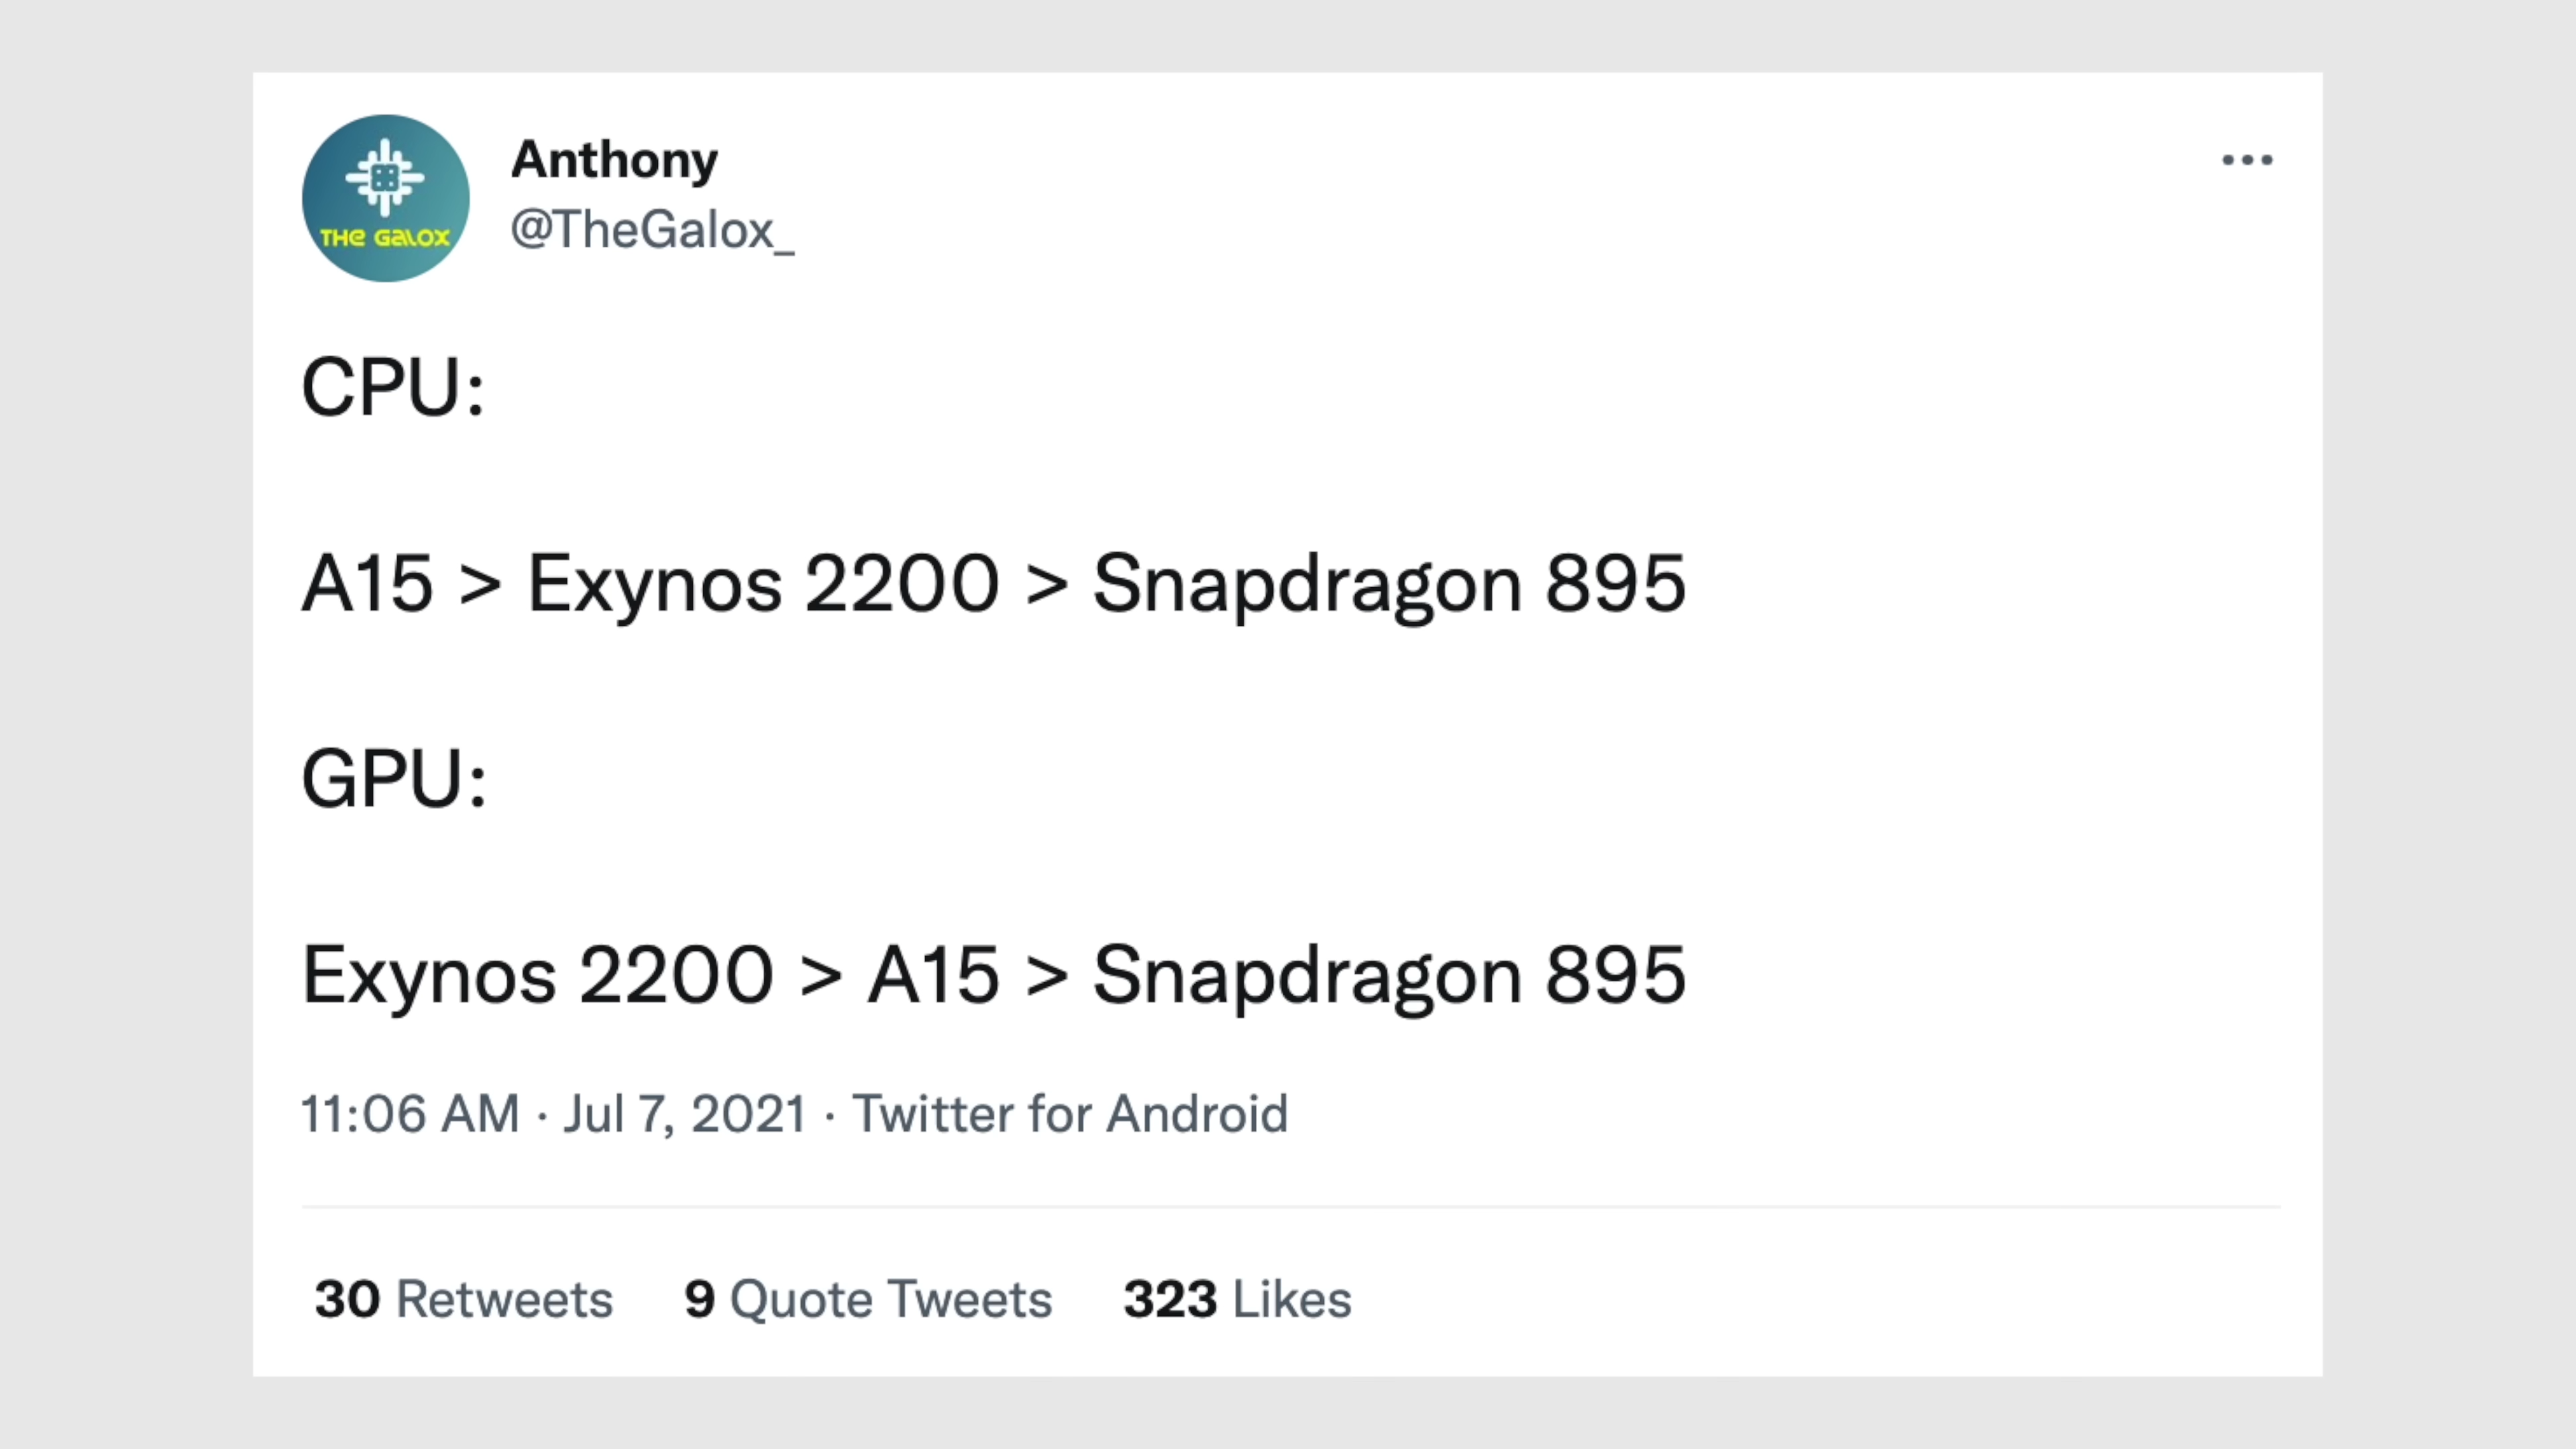 THE GALOX
Anthony
@TheGalox_
CPU:
A15 > Exynos 2200 > Snapdragon 895
GPU:
Exynos 2200 > A15 > Snapdragon 895
11:06 AM · Jul 7, 2021 · Twitter for Android
30 Retweets 9 Quote Tweets 323 Likes